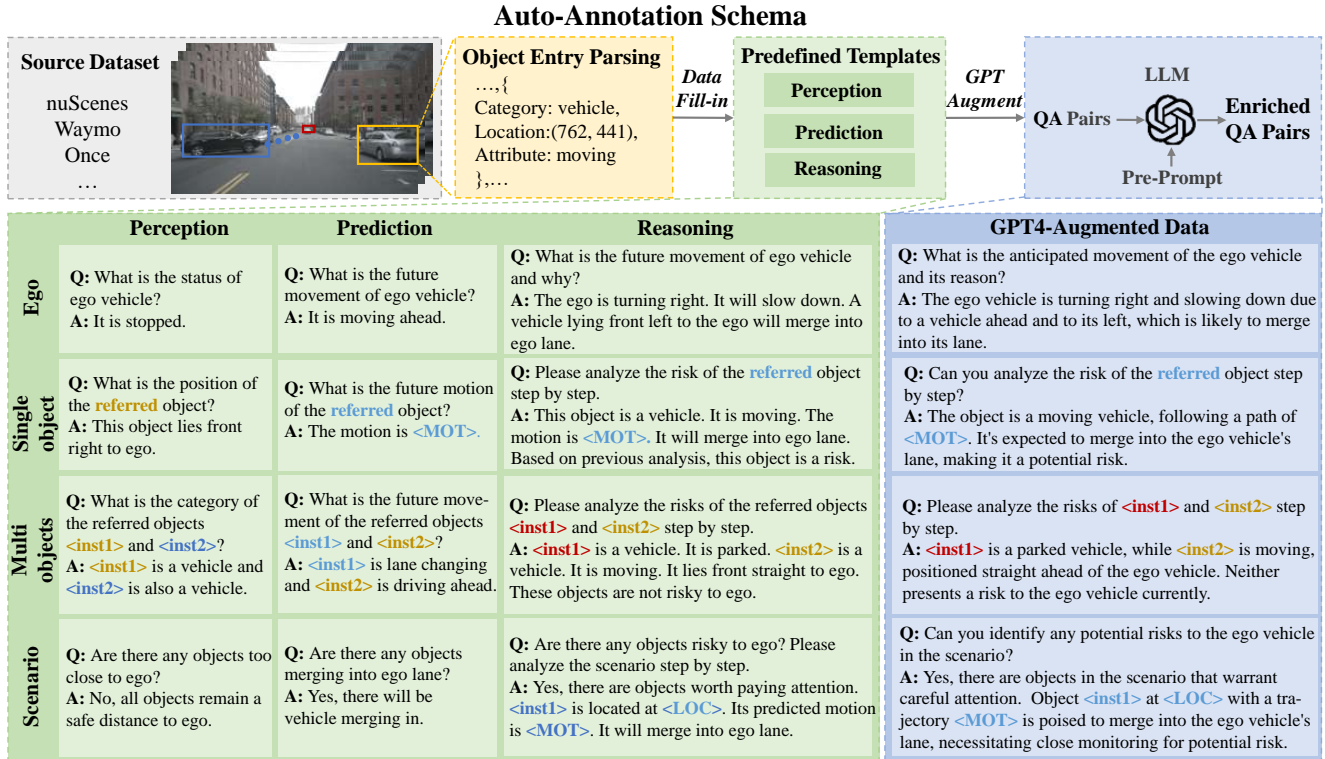 Auto-Annotation Schema
Source Dataset
nuScenes
Waymo
Once
…
Object Entry Parsing
…,{
Category: vehicle,
Location:(762, 441),
Attribute: moving
},…
Data
Fill-in
Predefined Templates
Perception
Prediction
Reasoning
GPT
Augment
LLM
QA Pairs
Enriched
QA Pairs
Pre-Prompt
Perception
Prediction
Reasoning
GPT4-Augmented Data
Ego
Q: What is the status of
ego vehicle?
A: It is stopped.
Q: What is the future
movement of ego vehicle?
A: It is moving ahead.
Q: What is the future movement of ego vehicle
and why?
A: The ego is turning right. It will slow down. A
vehicle lying front left to the ego will merge into
ego lane.
Q: What is the anticipated movement of the ego vehicle
and its reason?
A: The ego vehicle is turning right and slowing down due
to a vehicle ahead and to its left, which is likely to merge
into its lane.
Single
object
Q: What is the position of
the referred object?
A: This object lies front
right to ego.
Q: What is the future motion
of the referred object?
A: The motion is <MOT>.
Q: Please analyze the risk of the referred object
step by step.
A: This object is a vehicle. It is moving. The
motion is <MOT>. It will merge into ego lane.
Based on previous analysis, this object is a risk.
Q: Can you analyze the risk of the referred object step
by step?
A: The object is a moving vehicle, following a path of
<MOT>. It's expected to merge into the ego vehicle's
lane, making it a potential risk.
Multi
objects
Q: What is the category of
the referred objects
<inst1> and <inst2>?
A: <inst1> is a vehicle and
<inst2> is also a vehicle.
Q: What is the future move-
ment of the referred objects
<inst1> and <inst2>?
A: <inst1> is lane changing
and <inst2> is driving ahead.
Q: Please analyze the risks of the referred objects
<inst1> and <inst2> step by step.
A: <inst1> is a vehicle. It is parked. <inst2> is a
vehicle. It is moving. It lies front straight to ego.
These objects are not risky to ego.
Q: Please analyze the risks of <inst1> and <inst2> step
by step.
A: <inst1> is a parked vehicle, while <inst2> is moving,
positioned straight ahead of the ego vehicle. Neither
presents a risk to the ego vehicle currently.
Scenario
Q: Are there any objects too
close to ego?
A: No, all objects remain a
safe distance to ego.
Q: Are there any objects
merging into ego lane?
A: Yes, there will be
vehicle merging in.
Q: Are there any objects risky to ego? Please
analyze the scenario step by step.
A: Yes, there are objects worth paying attention.
<inst1> is located at <LOC>. Its predicted motion
is <MOT>. It will merge into ego lane.
Q: Can you identify any potential risks to the ego vehicle
in the scenario?
A: Yes, there are objects in the scenario that warrant
careful attention. Object <inst1> at <LOC> with a tra-
jectory <MOT> is poised to merge into the ego vehicle's
lane, necessitating close monitoring for potential risk.